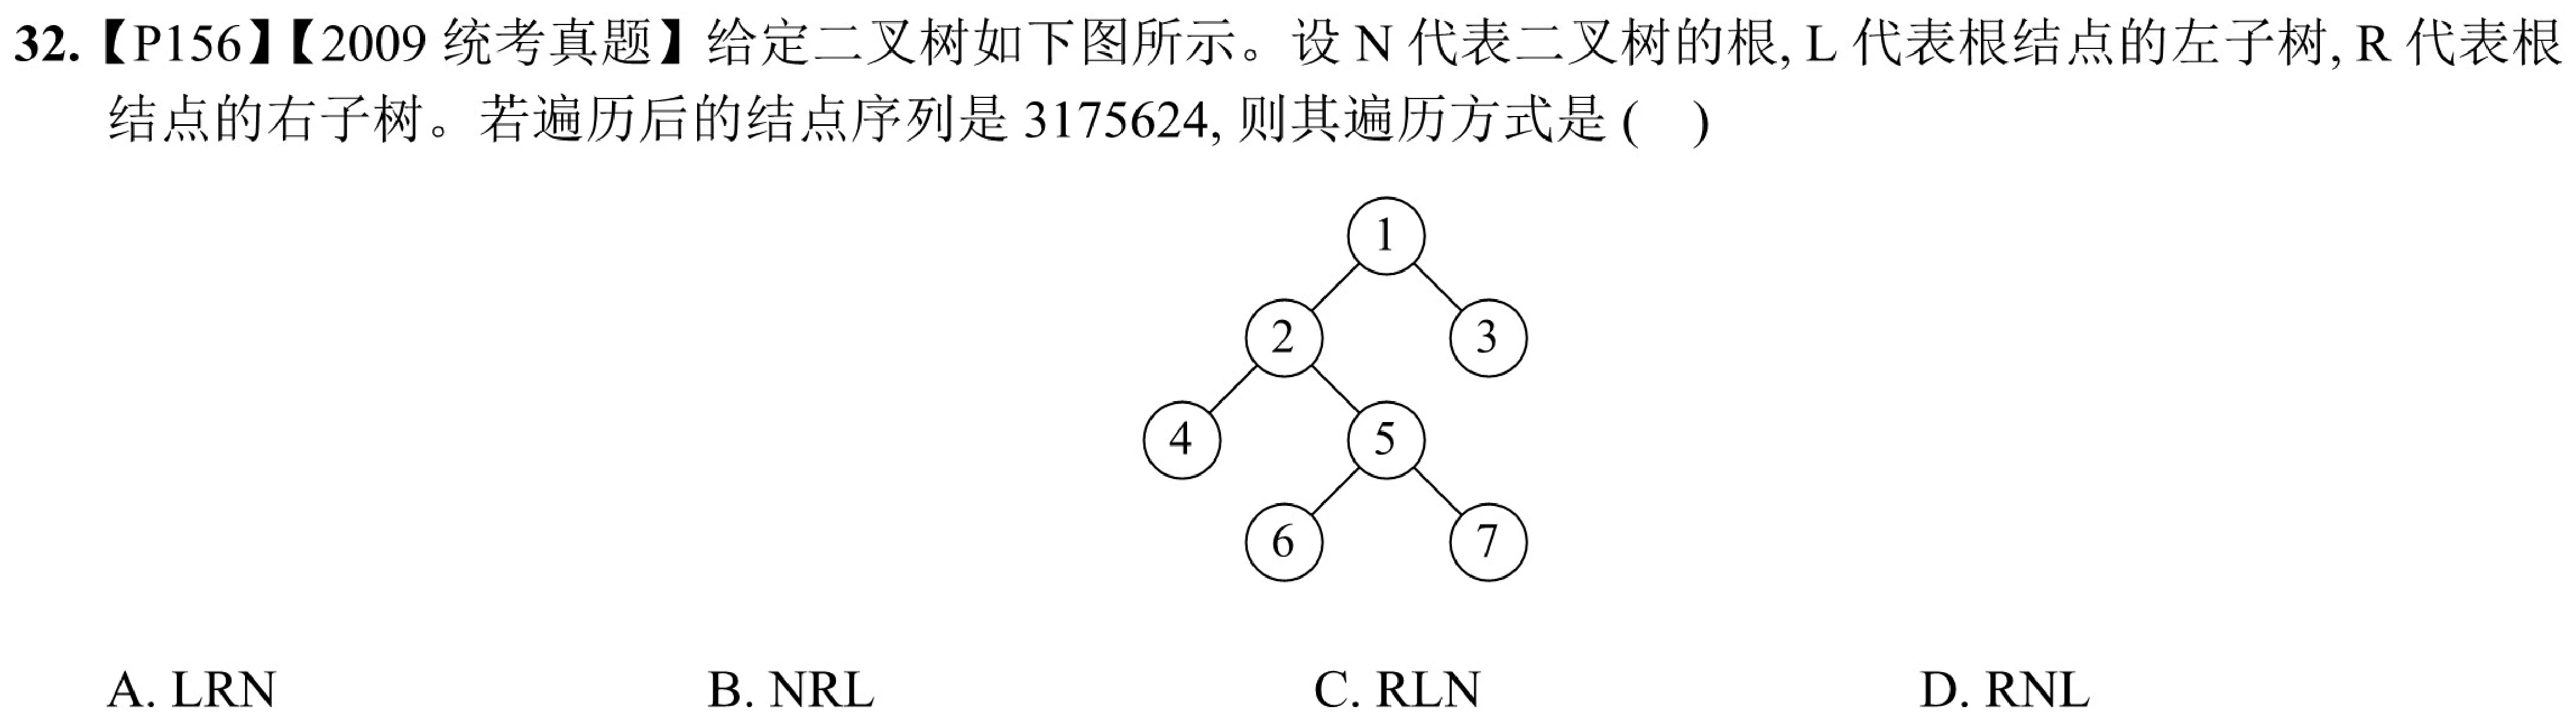 32.【P156】【2009 统考真题】给定二叉树如下图所示。设 N 代表二叉树的根, L 代表根结点的左子树, R 代表根
结点的右子树。若遍历后的结点序列是 3175624, 则其遍历方式是 ( )
1
2 3
4 5
6 7
A. LRN B. NRL C. RLN D. RNL